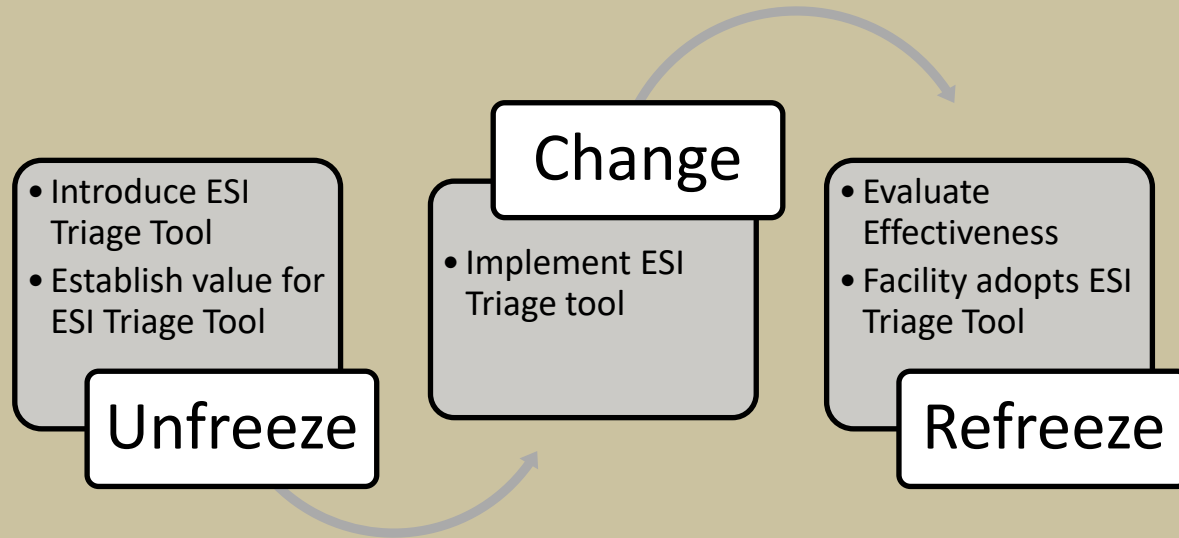 • Introduce ESI
Triage Tool
• Establish value for
ESI Triage Tool
Unfreeze
Change
• Implement ESI
Triage tool
• Evaluate
Effectiveness
• Facility adopts ESI
Triage Tool
Refreeze